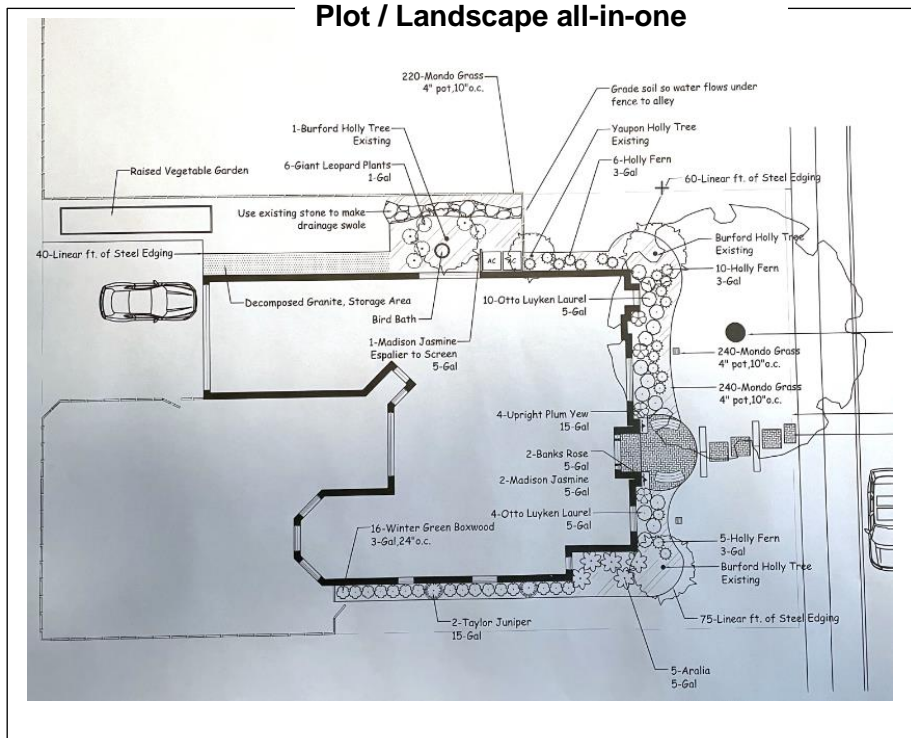 Plot / Landscape all-in-one
220-Mondo Grass
4" pot,10"o.c.
Grade soil so water flows under
fence to alley
1-Burford Holly Tree
Existing
Yaupon Holly Tree
Existing
6-Giant Leopard Plants
1-Gal
6-Holly Fern
3-Gal
Raised Vegetable Garden
60-Linear ft. of Steel Edging
Use existing stone to make
drainage swole
Burford Holly Tree
Existing
40-Linear ft. of Steel Edging
AC
AC
10-Holly Fern
3-Gal
Decomposed Granite, Storage Area
10-Otto Luyken Laurel
5-Gal
Bird Bath
1-Madison Jasmine
Espalier to Screen
5-Gal
240-Mondo Grass
4" pot,10"o.c.
240-Mondo Grass
4" pot,10"o.c.
4-Upright Plum Yew
15-Gal
2-Banks Rose
5-Gal
2-Madison Jasmine
5-Gal
4-Otto Luyken Laurel
5-Gal
16-Winter Green Boxwood
3-Gal,24"o.c.
5-Holly Fern
3-Gal
Burford Holly Tree
Existing
2-Taylor Juniper
15-Gal
75-Linear ft. of Steel Edging
5-Aralia
5-Gal